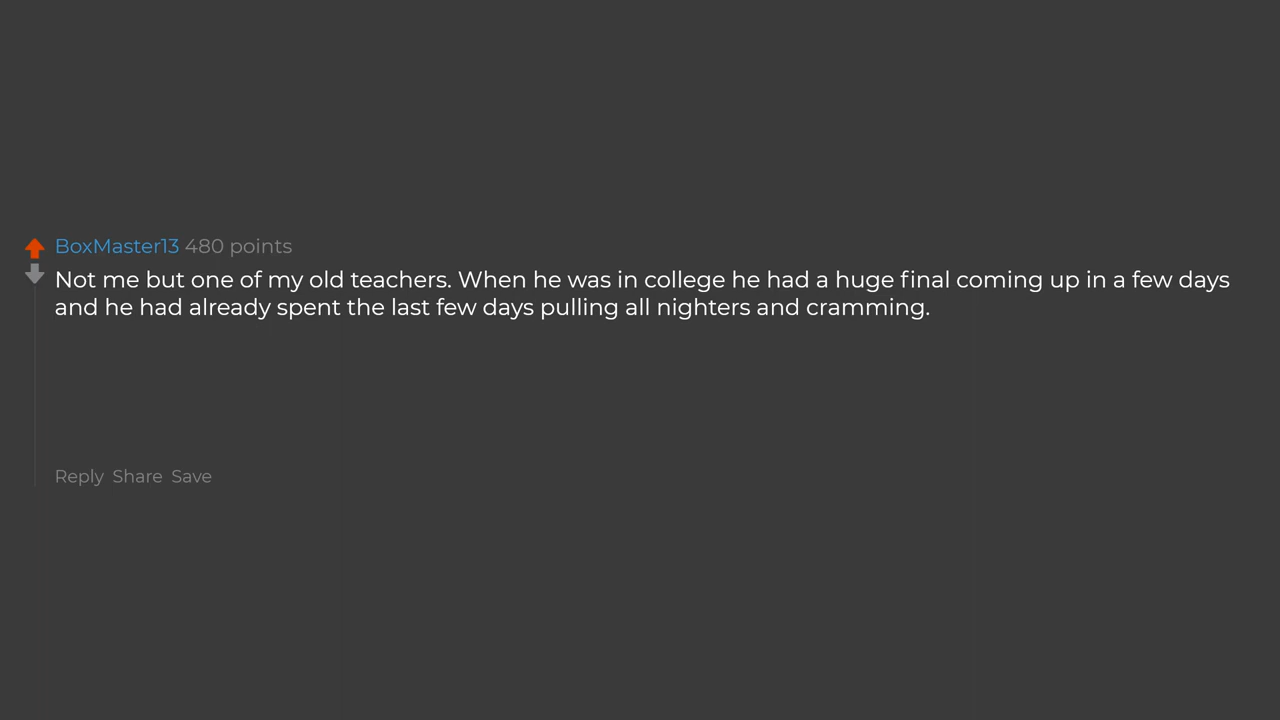 BoxMaster13 480 points
Not me but one of my old teachers. When he was in college he had a huge final coming up in a few days
and he had already spent the last few days pulling all nighters and cramming.
Reply Share Save